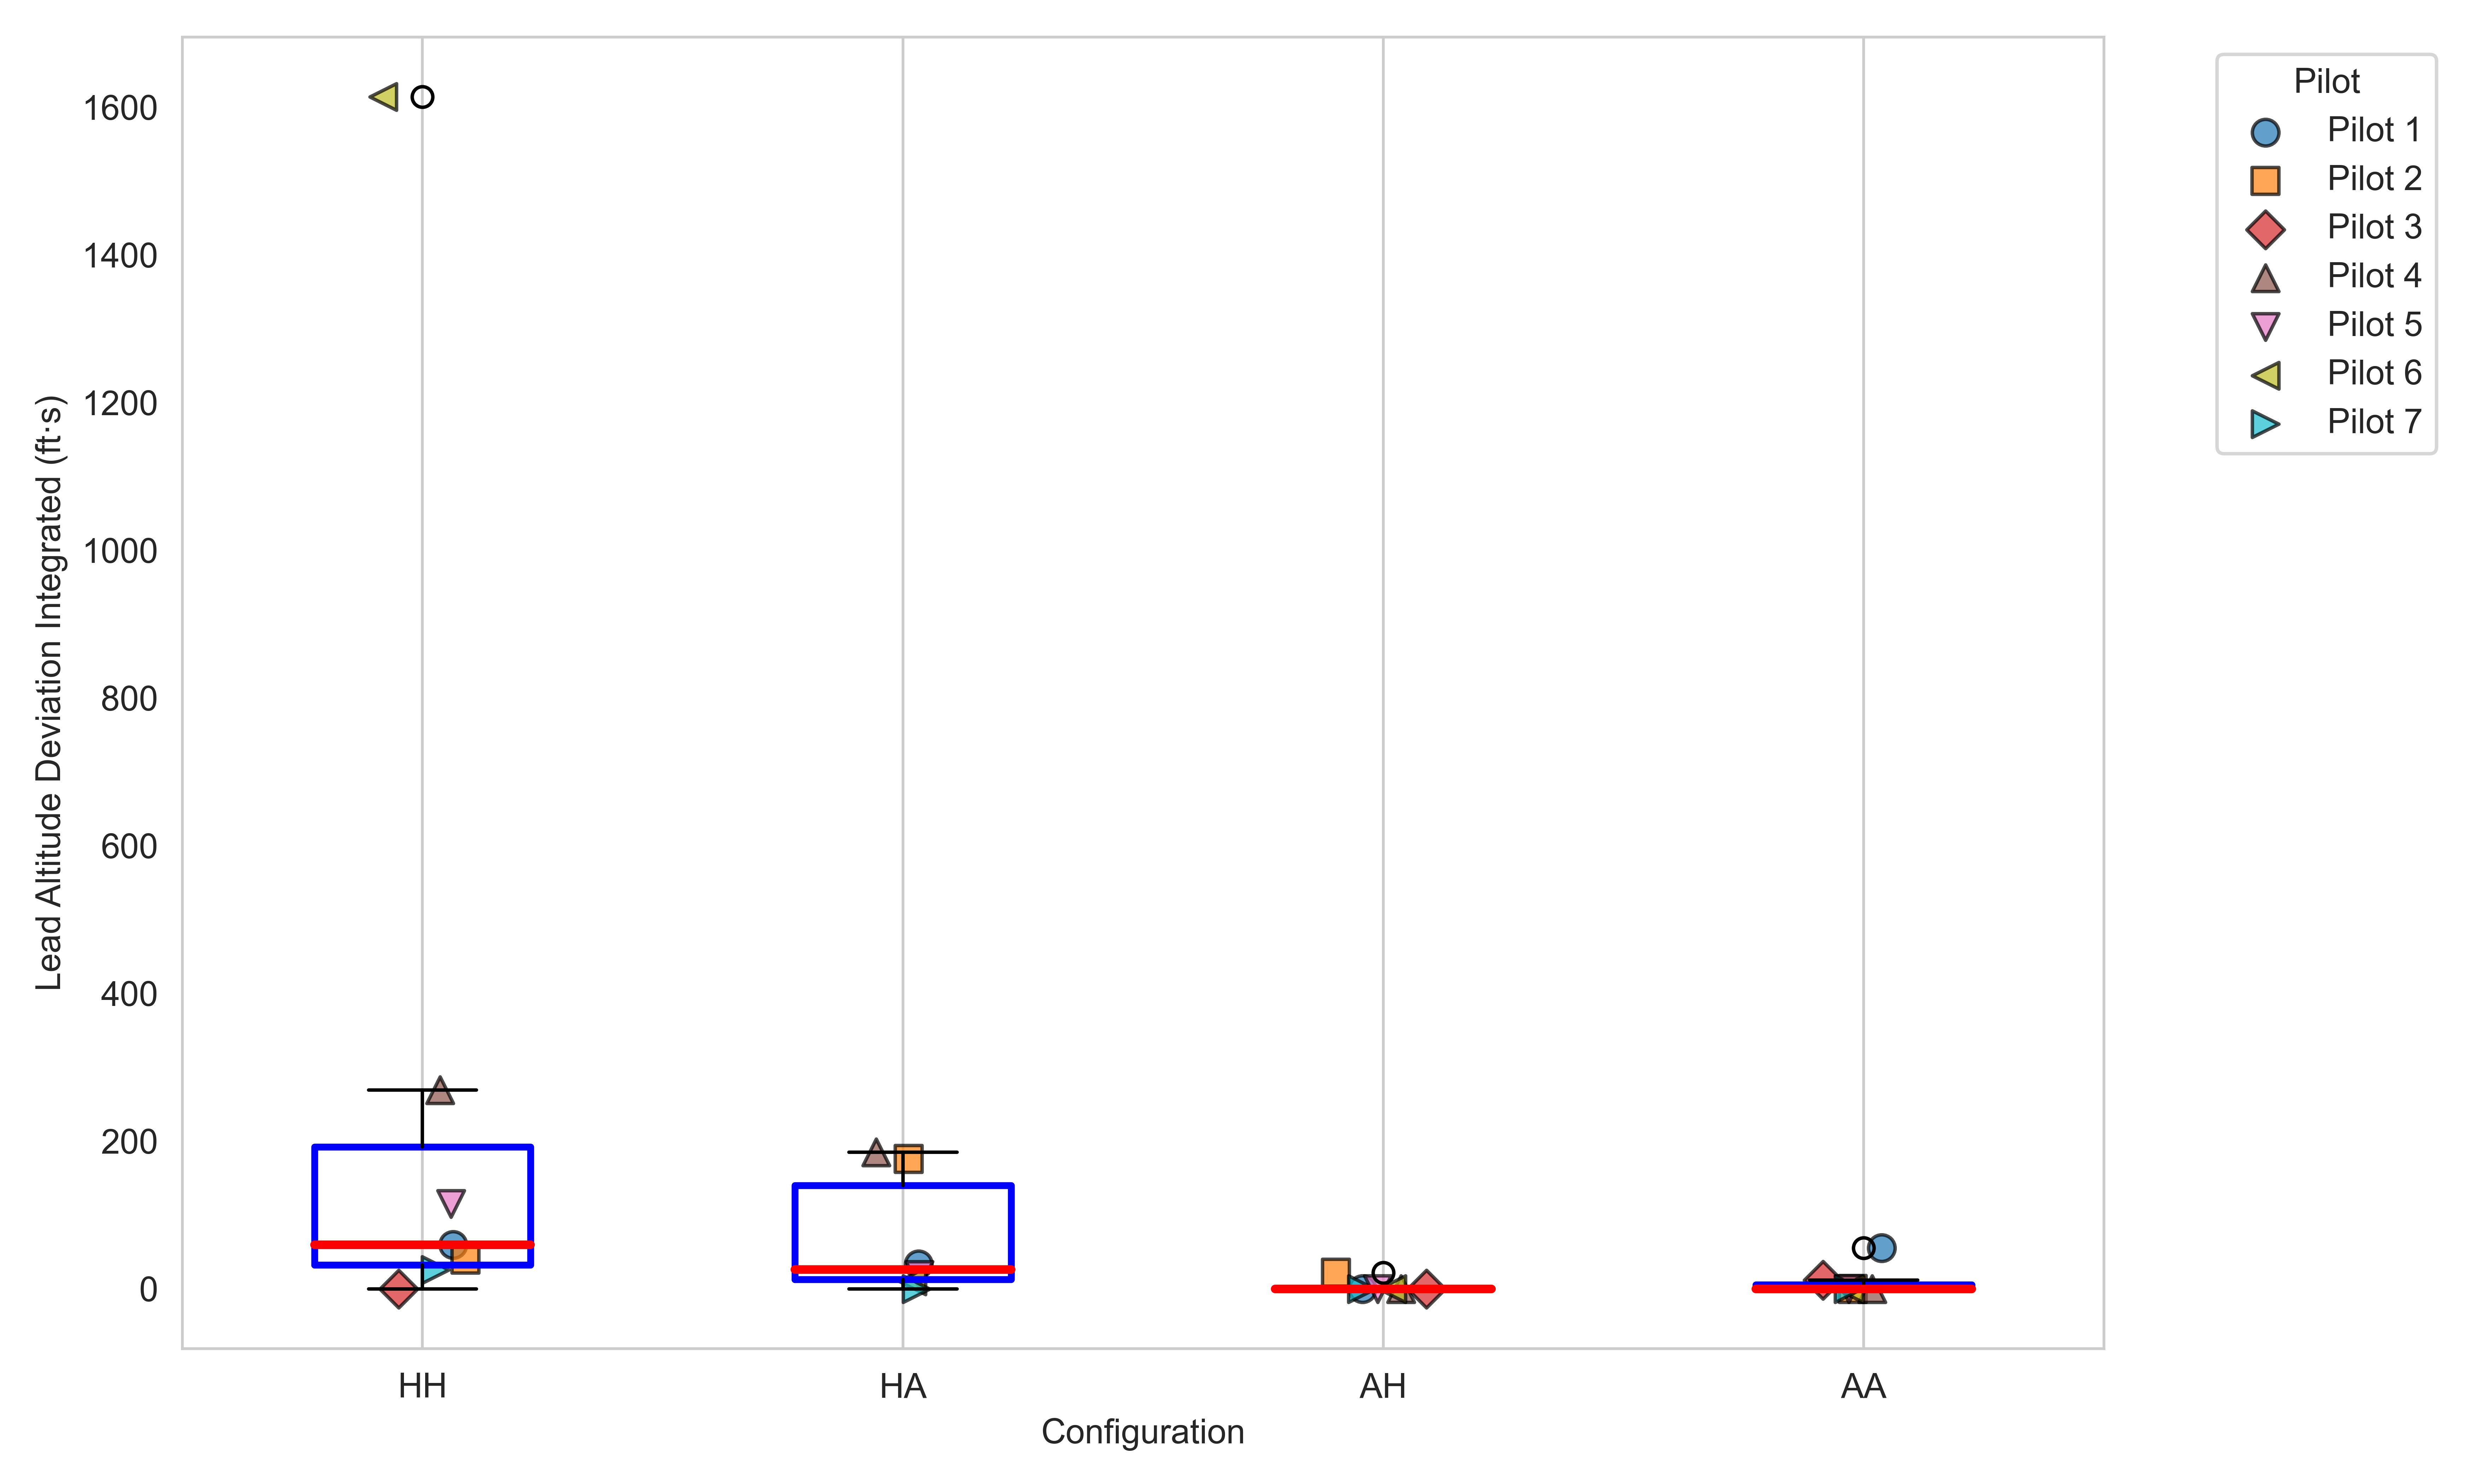 Lead Altitude Deviation Integrated (ft·s)
1600
1400
1200
1000
800
600
400
200
0
HH
HA
AH
AA
Configuration
Pilot
Pilot 1
Pilot 2
Pilot 3
Pilot 4
Pilot 5
Pilot 6
Pilot 7